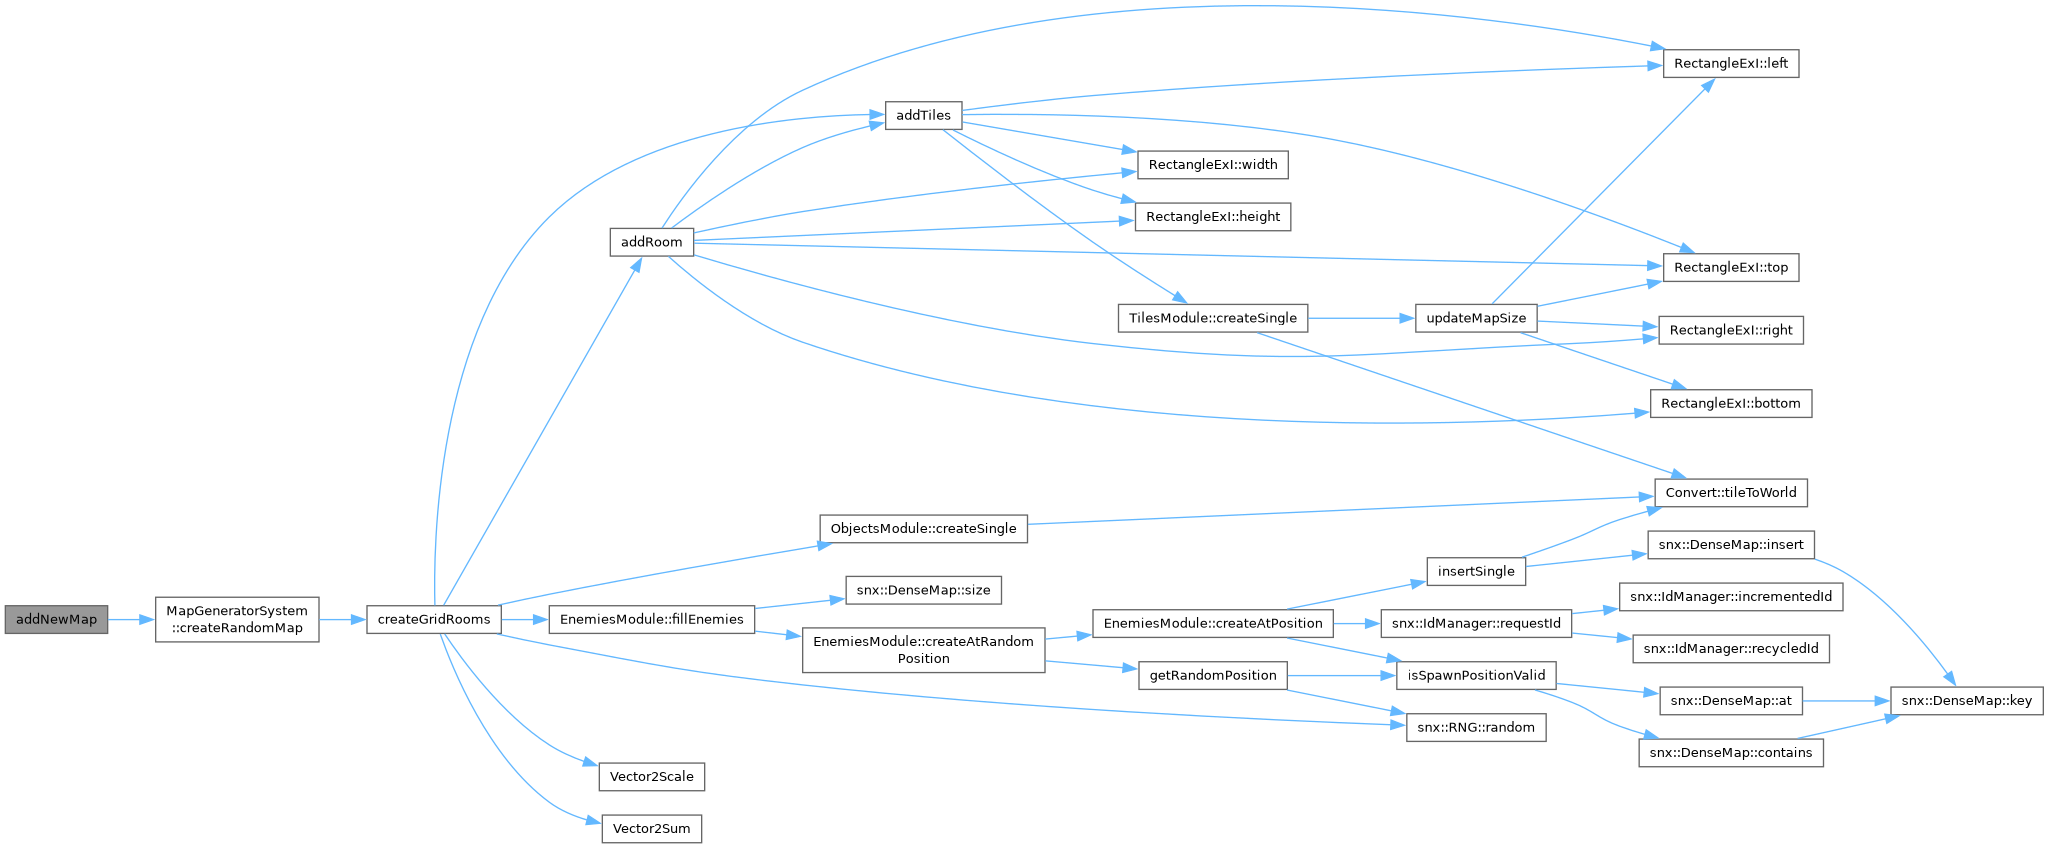 RectangleExI::left
addTiles
RectangleExI::width
RectangleExI::height
addRoom
RectangleExI::top
TilesModule::createSingle
updateMapSize
RectangleExI::right
RectangleExI::bottom
Convert::tileToWorld
ObjectsModule::createSingle
snx::DenseMap::insert
insertSingle
snx::DenseMap::size
snx::IdManager::incrementedId
addNewMap
MapGeneratorSystem
::createRandomMap
createGridRooms
EnemiesModule::fillEnemies
EnemiesModule::createAtPosition
snx::IdManager::requestId
EnemiesModule::createAtRandom
Position
snx::IdManager::recycledId
getRandomPosition
isSpawnPositionValid
snx::DenseMap::at
snx::DenseMap::key
snx::RNG::random
snx::DenseMap::contains
Vector2Scale
Vector2Sum